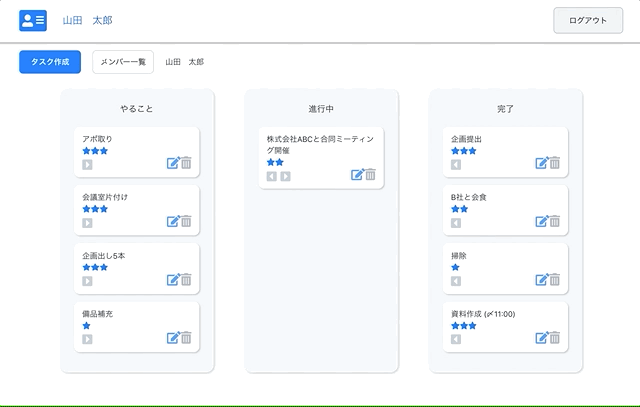 山田　太郎
ログアウト
タスク作成
メンバー一覧
山田　太郎
やること
アポ取り
会議室片付け
企画出し5本
備品補充
進行中
株式会社ABCと合同ミーティン
グ開催
完了
企画提出
B社と会食
掃除
資料作成 (〆11:00)